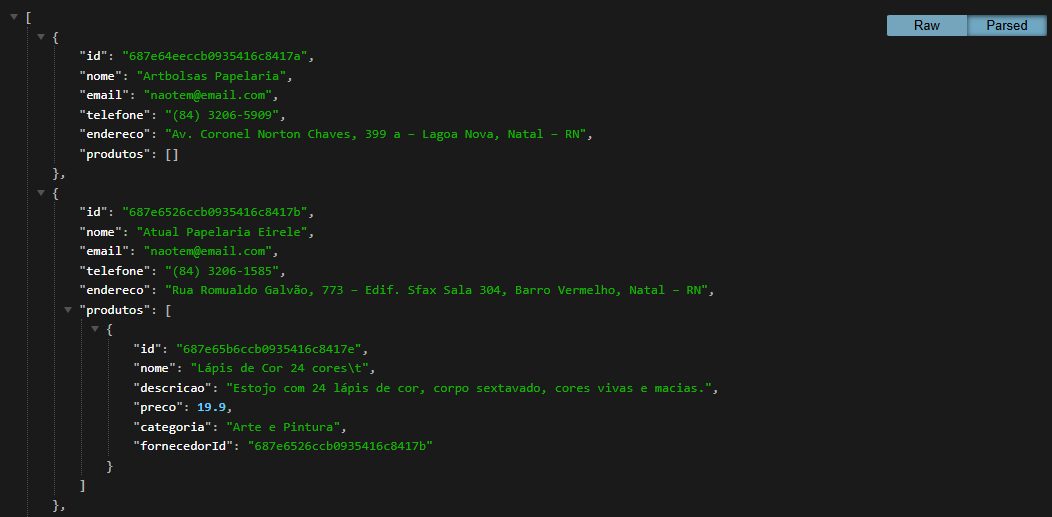 [
Raw Parsed
{
"id": "687e64eeccb0935416c8417a",
"nome": "Artbolsas Papelaria",
"email": "naotem@email.com",
"telefone": "(84) 3206-5909",
"endereco": "Av. Coronel Norton Chaves, 399 a – Lagoa Nova, Natal – RN",
"produtos": []
},
{
"id": "687e6526ccb0935416c8417b",
"nome": "Atual Papelaria Eirele",
"email": "naotem@email.com",
"telefone": "(84) 3206-1585",
"endereco": "Rua Romualdo Galvão, 773 – Edif. Sfax Sala 304, Barro Vermelho, Natal – RN",
"produtos": [
{
"id": "687e65b6ccb0935416c8417e",
"nome": "Lápis de Cor 24 cores\t",
"descricao": "Estojo com 24 lápis de cor, corpo sextavado, cores vivas e macias.",
"preco": 19.9,
"categoria": "Arte e Pintura",
"fornecedorId": "687e6526ccb0935416c8417b"
}
]
},